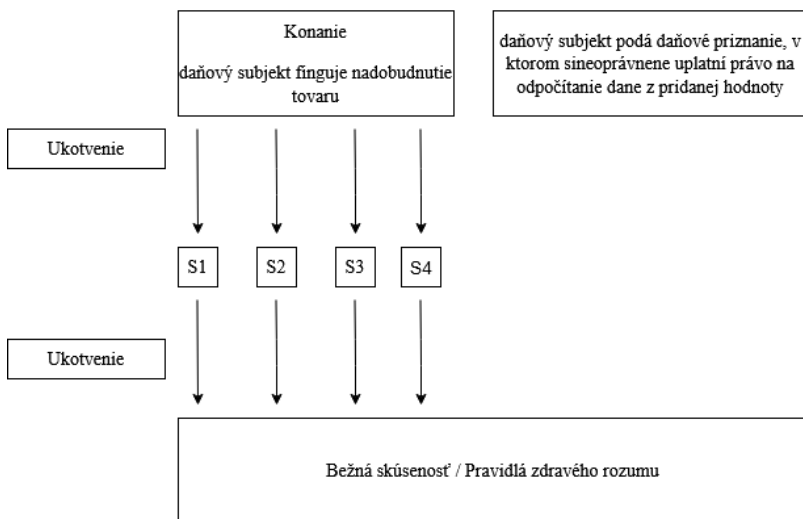 Konanie
daňový subjekt finguje nadobudnutie
tovaru
daňový subjekt podá daňové priznanie, v
ktorom sineoprávnene uplatní právo na
odpočítanie dane z pridanej hodnoty
Ukotvenie
S1
S2
S3
S4
Ukotvenie
Bežná skúsenosť / Pravidlá zdravého rozumu